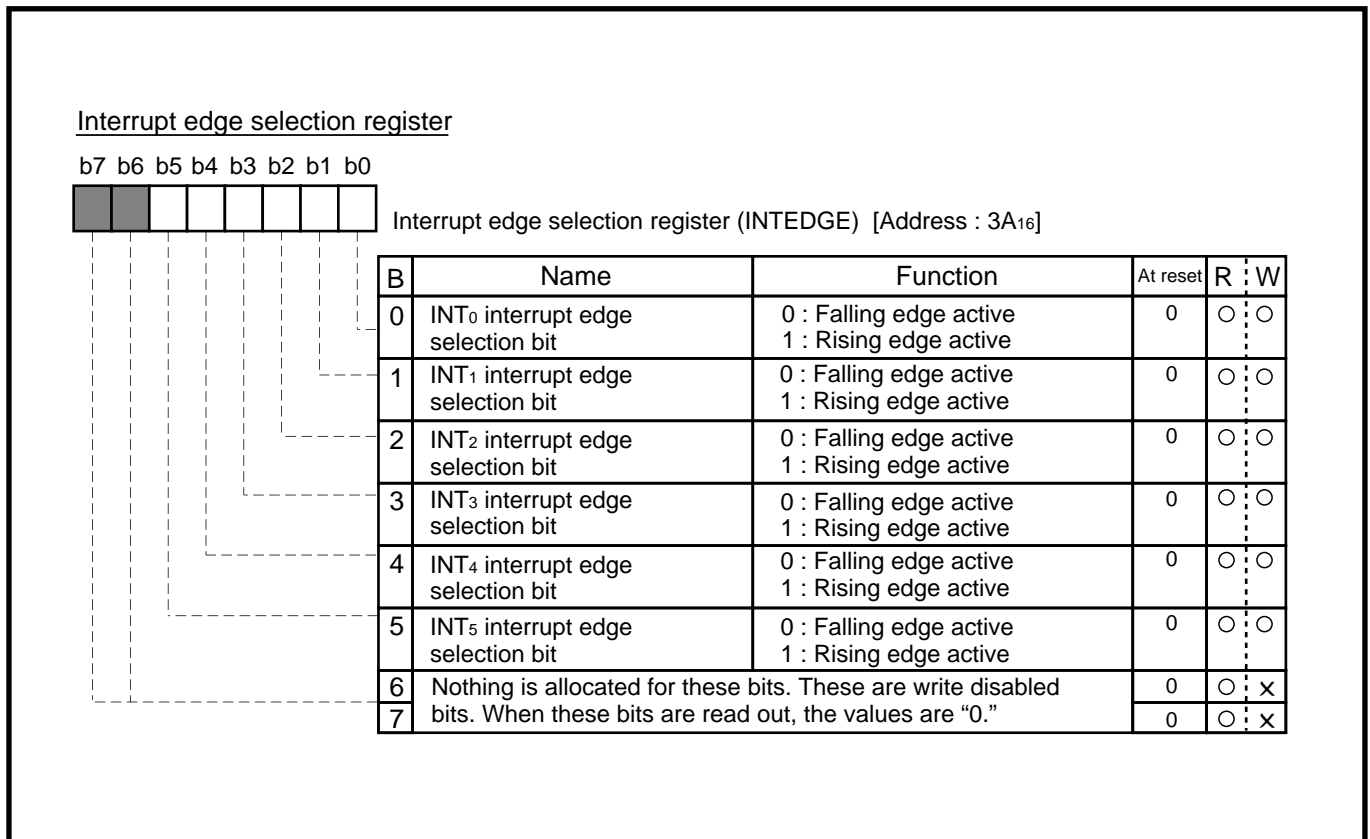 Interrupt edge selection register
b7 b6 b5 b4 b3 b2 b1 b0
Interrupt edge selection register (INTEDGE) [Address : 3A16]
B Name Function At reset R W
0 INT0 interrupt edge 0 : Falling edge active 0 ○ ○
selection bit 1 : Rising edge active
1 INT1 interrupt edge 0 : Falling edge active 0 ○ ○
selection bit 1 : Rising edge active
2 INT2 interrupt edge 0 : Falling edge active 0 ○ ○
selection bit 1 : Rising edge active
3 INT3 interrupt edge 0 : Falling edge active 0 ○ ○
selection bit 1 : Rising edge active
4 INT4 interrupt edge 0 : Falling edge active 0 ○ ○
selection bit 1 : Rising edge active
5 INT5 interrupt edge 0 : Falling edge active 0 ○ ○
selection bit 1 : Rising edge active
6 Nothing is allocated for these bits. These are write disabled 0 ○ ×
7 bits. When these bits are read out, the values are “0.” 0 ○ ×